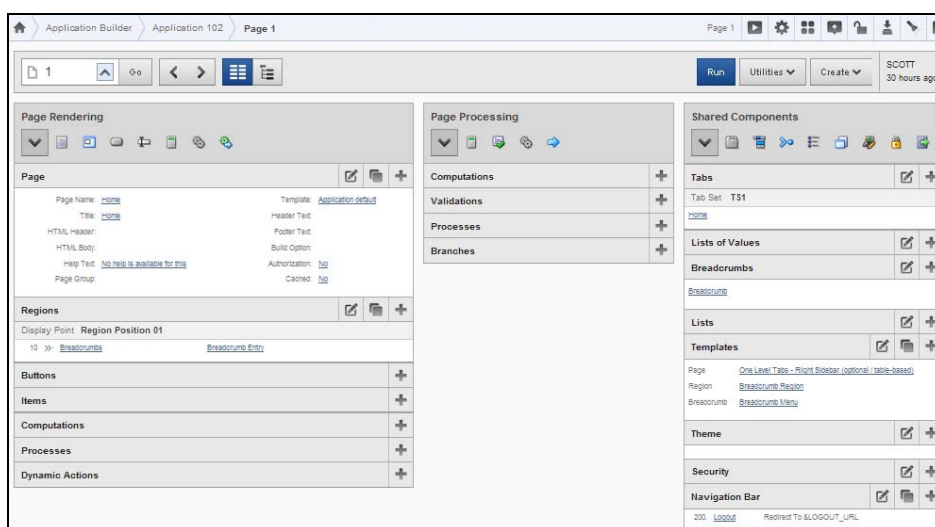 Application Builder Application 102 Page 1 Page 1
1 Go Run Utilities Create SCOTT
30 hours ago
Page Rendering
Page
Page Name: Home Template: Application default
Title: Home Header Text:
HTML Header: Footer Text:
HTML Body: Build Option:
Help Text: No help is available for this Authorization: No
Page Group: Cached: No
Regions
Display Point Region Position 01
10 Breadcrumbs Breadcrumb Entry
Buttons
Items
Computations
Processes
Dynamic Actions
Page Processing
Computations
Validations
Processes
Branches
Shared Components
Tabs
Tab Set TS1
Home
Lists of Values
Breadcrumbs
Breadcrumb
Lists
Templates
Page One Level Tabs - Right Sidebar (optional / table-based)
Region Breadcrumb Region
Breadcrumb Breadcrumb Menu
Theme
Security
Navigation Bar
200 Logout Redirect To &LOGOUT_URL.